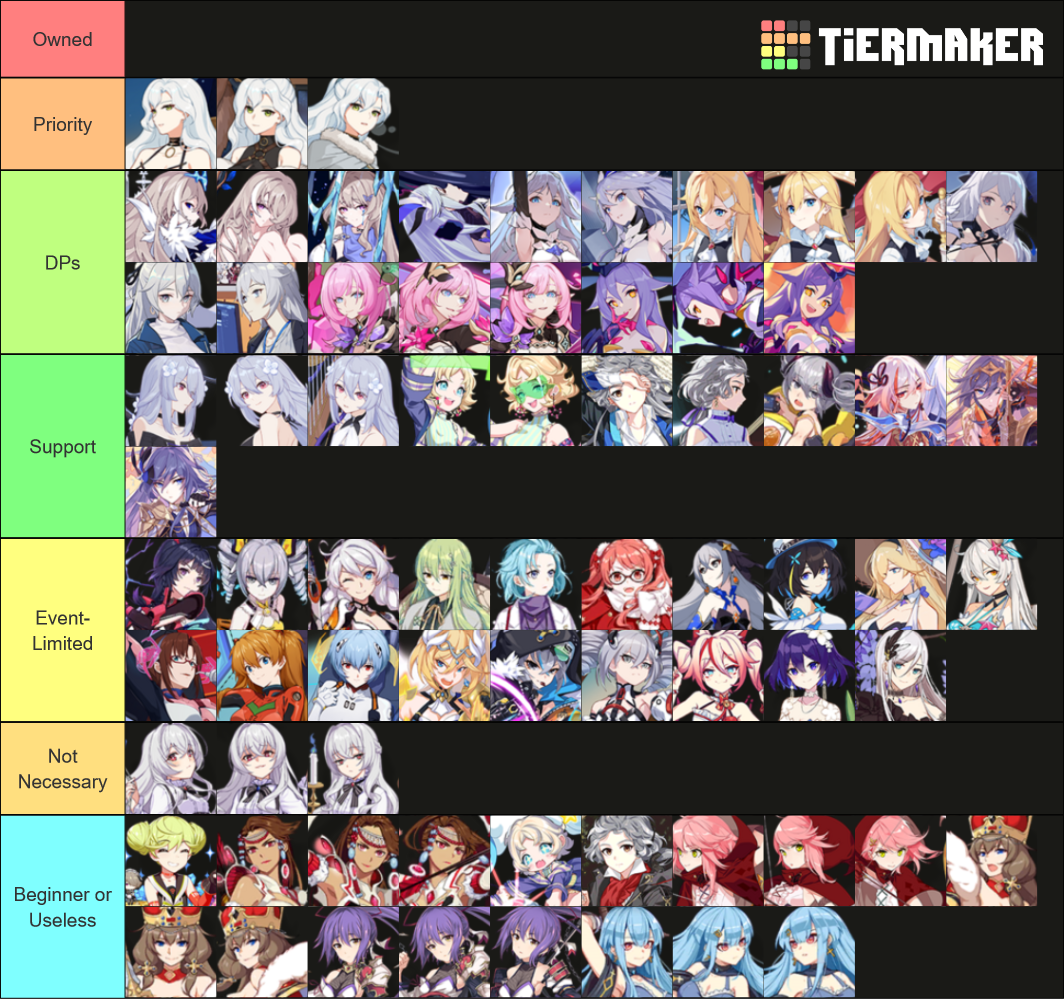 Owned
TiERMAKER
Priority
DPs
Support
Event-
Limited
Not
Necessary
Beginner or
Useless